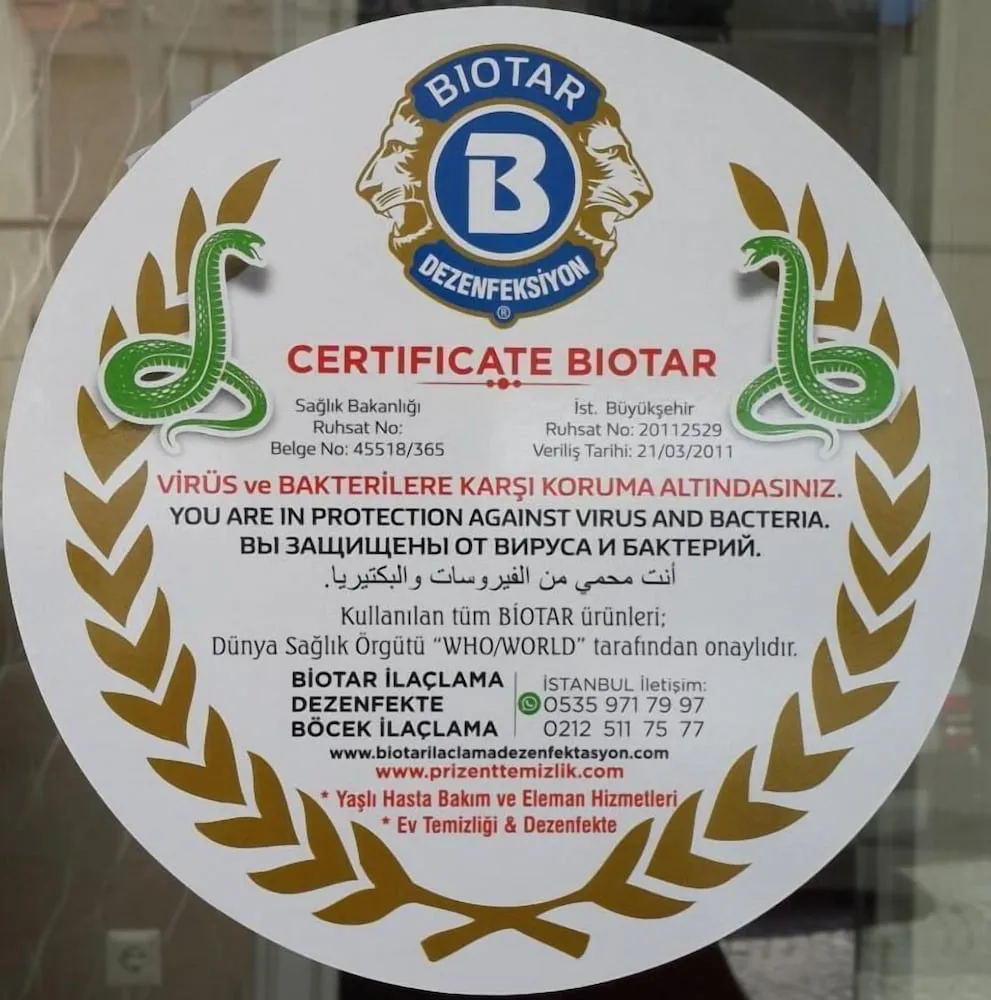 BIOTAR
B
DEZENFEKSİYON
®
CERTIFICATE BIOTAR
Sağlık Bakanlığı
Ruhsat No:
Belge No: 45518/365
İst. Büyükşehir
Ruhsat No: 20112529
Veriliş Tarihi: 21/03/2011
VİRÜS ve BAKTERİLERE KARŞI KORUMA ALTINDASINIZ.
YOU ARE IN PROTECTION AGAINST VIRUS AND BACTERIA.
ВЫ ЗАЩИЩЕНЫ ОТ ВИРУСА И БАКТЕРИЙ.
أنت محمي من الفيروسات والبكتيريا.
Kullanılan tüm BİOTAR ürünleri;
Dünya Sağlık Örgütü “WHO/WORLD” tarafından onaylıdır.
BİOTAR İLAÇLAMA
DEZENFEKTE
BÖCEK İLAÇLAMA
İSTANBUL İletişim:
0535 971 79 97
0212 511 75 77
www.biotarilaclamadezenfektasyon.com
www.prizenttemizlik.com
* Yaşlı Hasta Bakım ve Eleman Hizmetleri
* Ev Temizliği & Dezenfekte